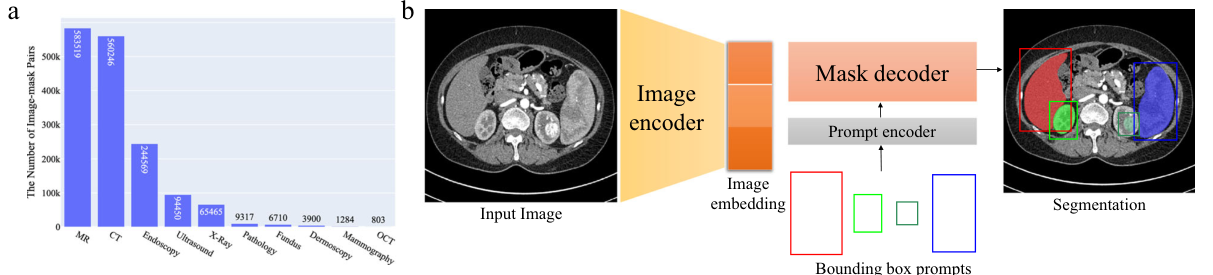 a
The Number of Image-mask Pairs
500k
400k
300k
200k
100k
0
583519
560246
244569
94450
65465
9317
6710
3900
1284
803
MR
CT
Endoscopy
Ultrasound
X-Ray
Pathology
Fundus
Dermoscopy
Mammography
OCT
b
Input Image
Image
encoder
Image
embedding
Mask decoder
Prompt encoder
Bounding box prompts
Segmentation